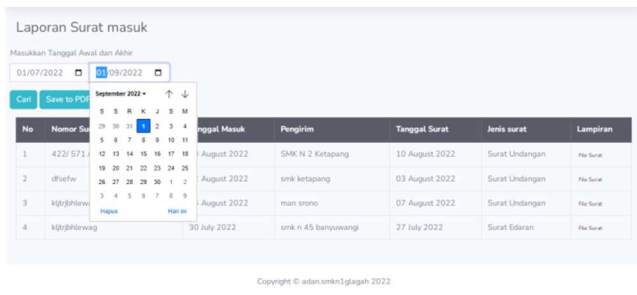 Laporan Surat masuk
Masukkan Tanggal Awal dan Akhir
01/07/2022 01/09/2022
Cari Save to PDF
September 2022
S S R K J S M
29 30 31 1 2 3 4
5 6 7 8 9 10 11
12 13 14 15 16 17 18
19 20 21 22 23 24 25
26 27 28 29 30 1 2
3 4 5 6 7 8 9
Hapus Hari ini
No Nomor Su nggal Masuk Pengirim Tanggal Surat Jenis surat Lampiran
1 422/ 571 August 2022 SMK N 2 Ketapang 10 August 2022 Surat Undangan File Surat
2 dfsefw August 2022 smk ketapang 03 August 2022 Surat Undangan File Surat
3 August 2022 man srono 07 August 2022 Surat Undangan File Surat
4 kljtrjbhlewag 30 July 2022 smk n 45 banyuwangi 27 July 2022 Surat Edaran File Surat
Copyright © adan.smkn1glagah 2022